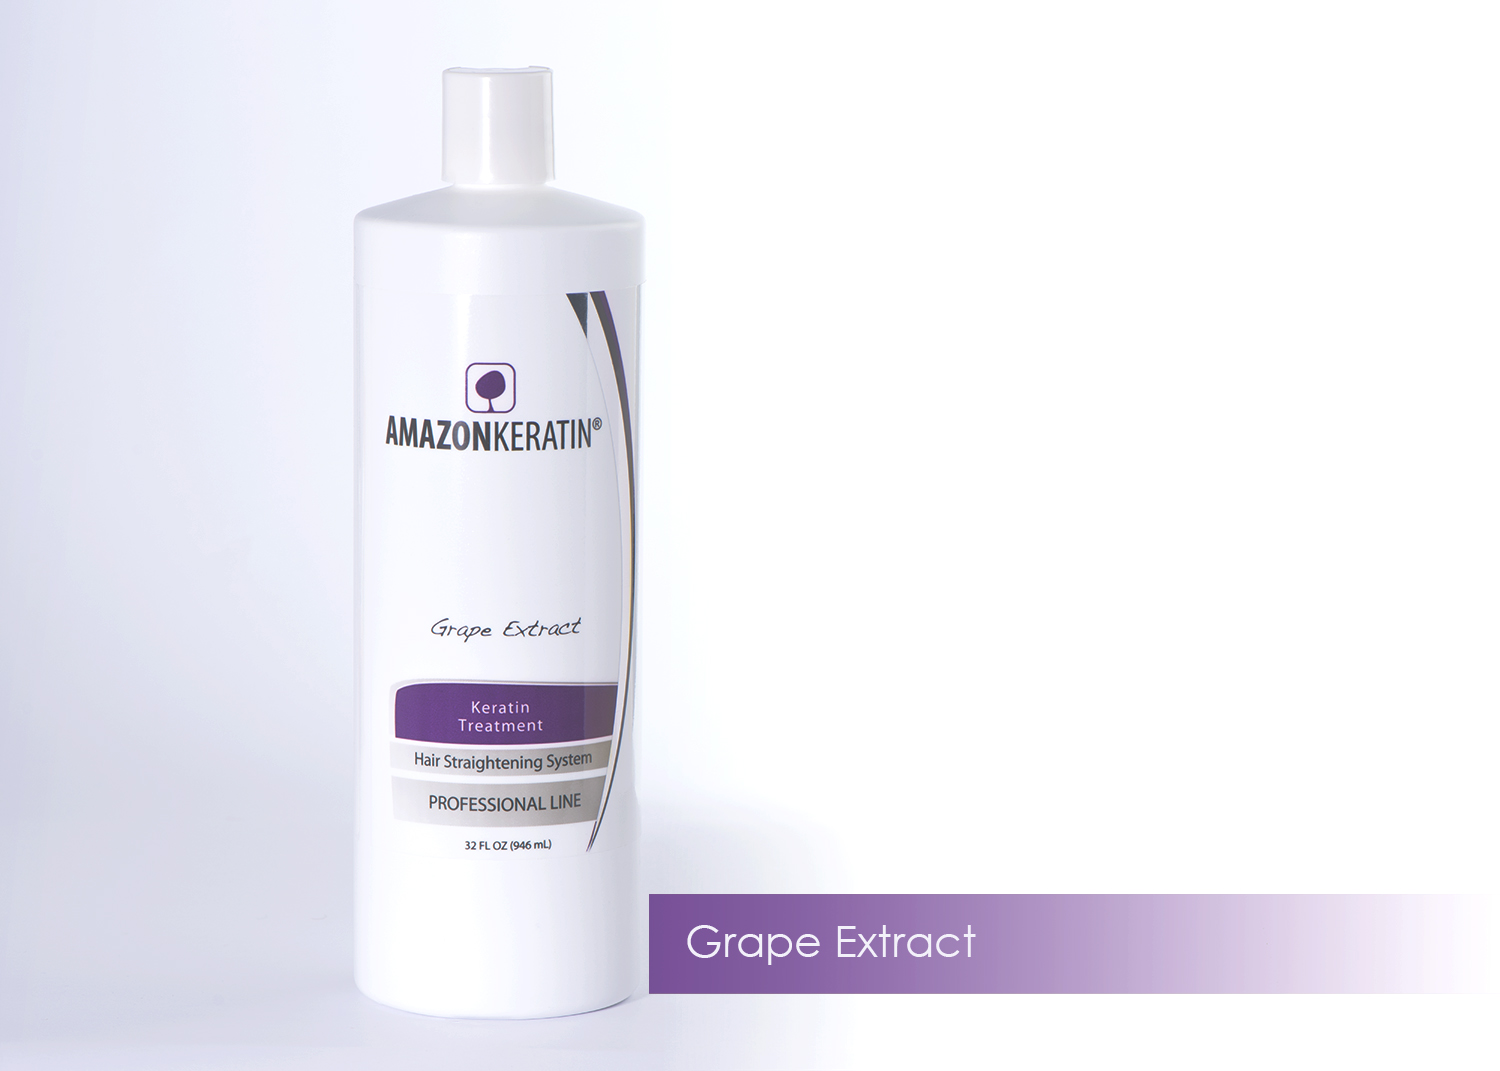 AMAZONKERATIN®
Grape Extract
Keratin
Treatment
Hair Straightening System
PROFESSIONAL LINE
32 FL OZ (946 mL)
Grape Extract